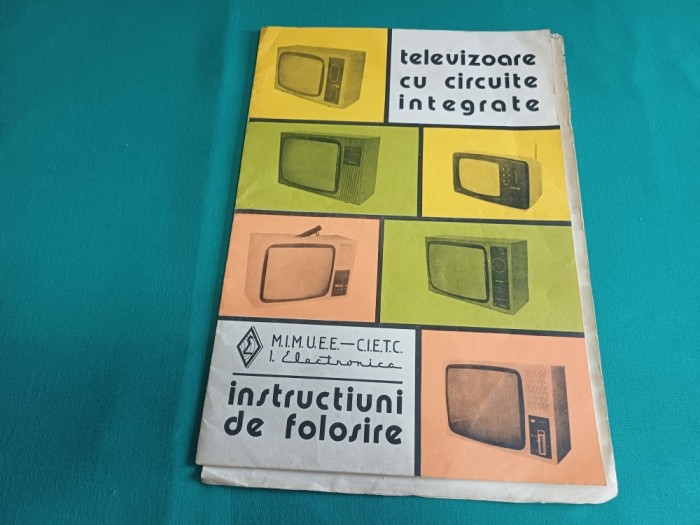 televizoare
cu circuite
integrate
M.I.M.U.E.E.—C.I.E.T.C.
I. Electronica
instructiuni
de folosire